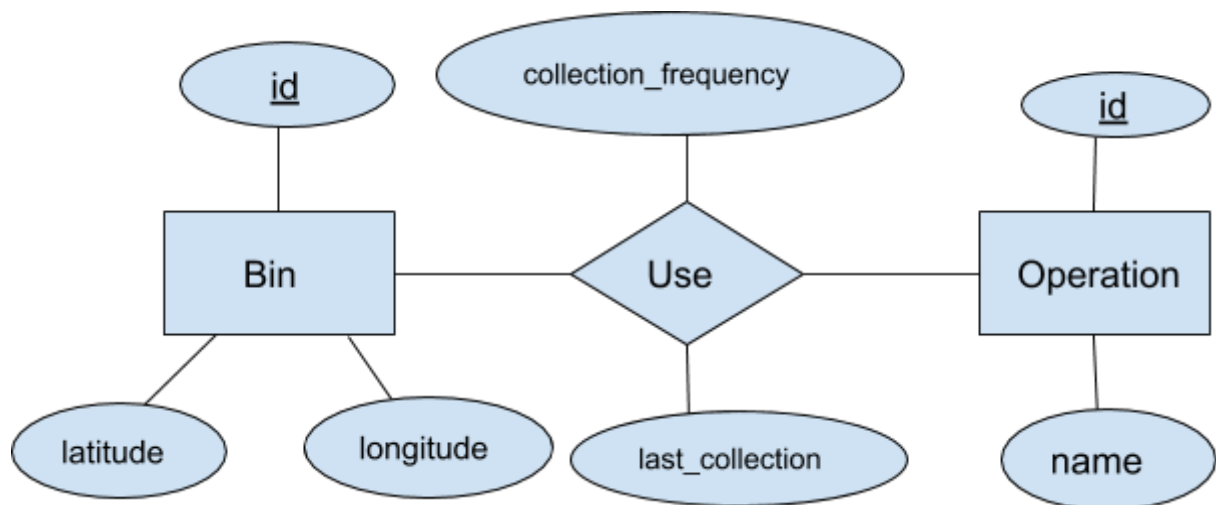 collection_frequency
id
id
Bin
Use
Operation
latitude
longitude
last_collection
name